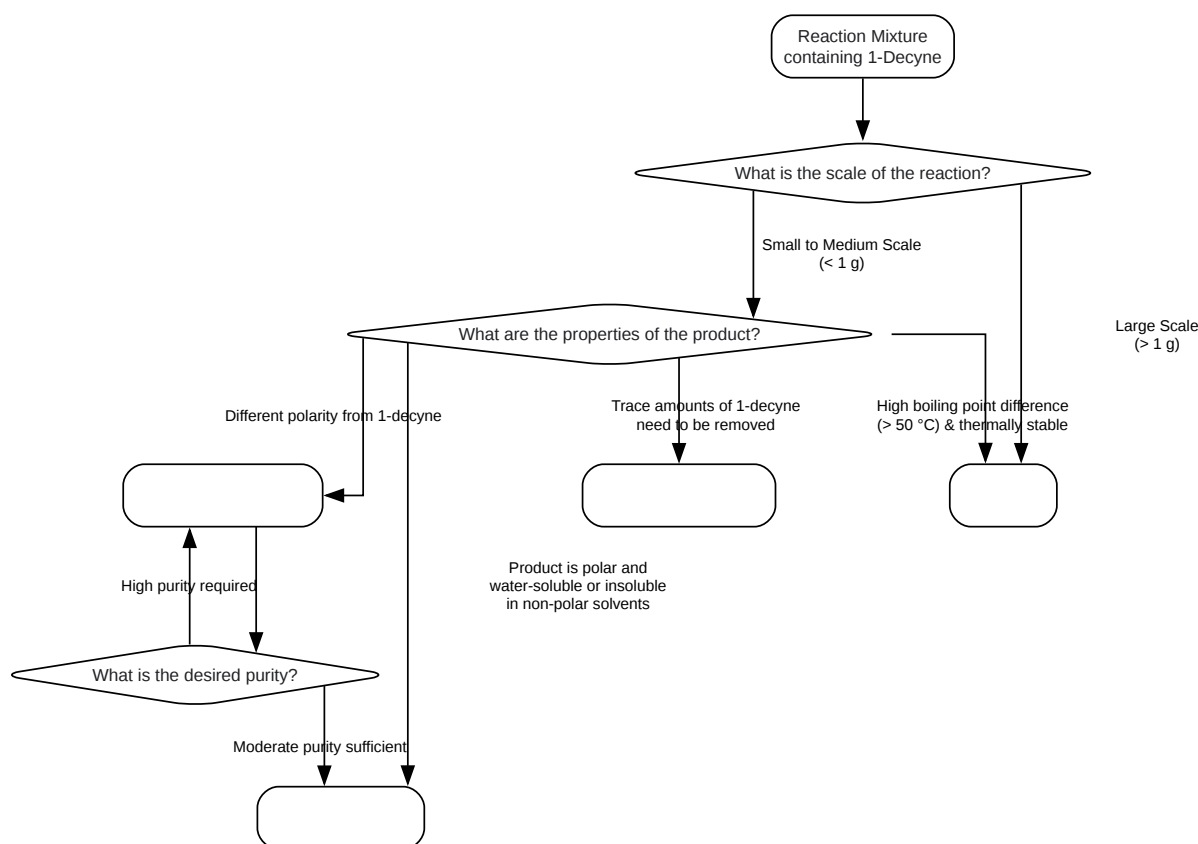 Reaction Mixture
containing 1-Decyne
What is the scale of the reaction?
Small to Medium Scale
(< 1 g)
Large Scale
(> 1 g)
What are the properties of the product?
Different polarity from 1-decyne
Trace amounts of 1-decyne
need to be removed
High boiling point difference
(> 50 °C) & thermally stable
Product is polar and
water-soluble or insoluble
in non-polar solvents
High purity required
What is the desired purity?
Moderate purity sufficient